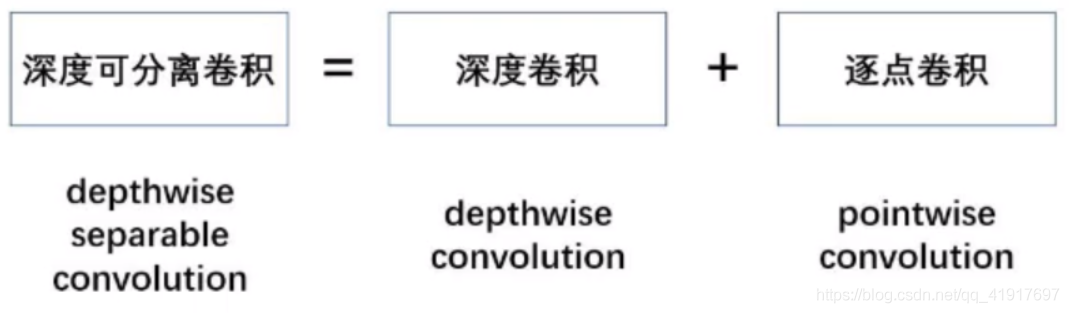 深度可分离卷积 = 深度卷积 + 逐点卷积
depthwise
separable
convolution
depthwise
convolution
pointwise
convolution
https://blog.csdn.net/qq_41917697